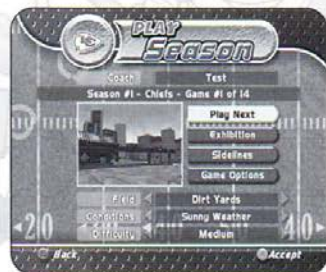 PLAY
Season
Coach Test
Season #1 - Chiefs - Game #1 of 14
Play Next
Exhibition
Sidelines
Game Options
Field Dirt Yards
Conditions Sunny Weather
Difficulty Medium
20 40
Back Accept